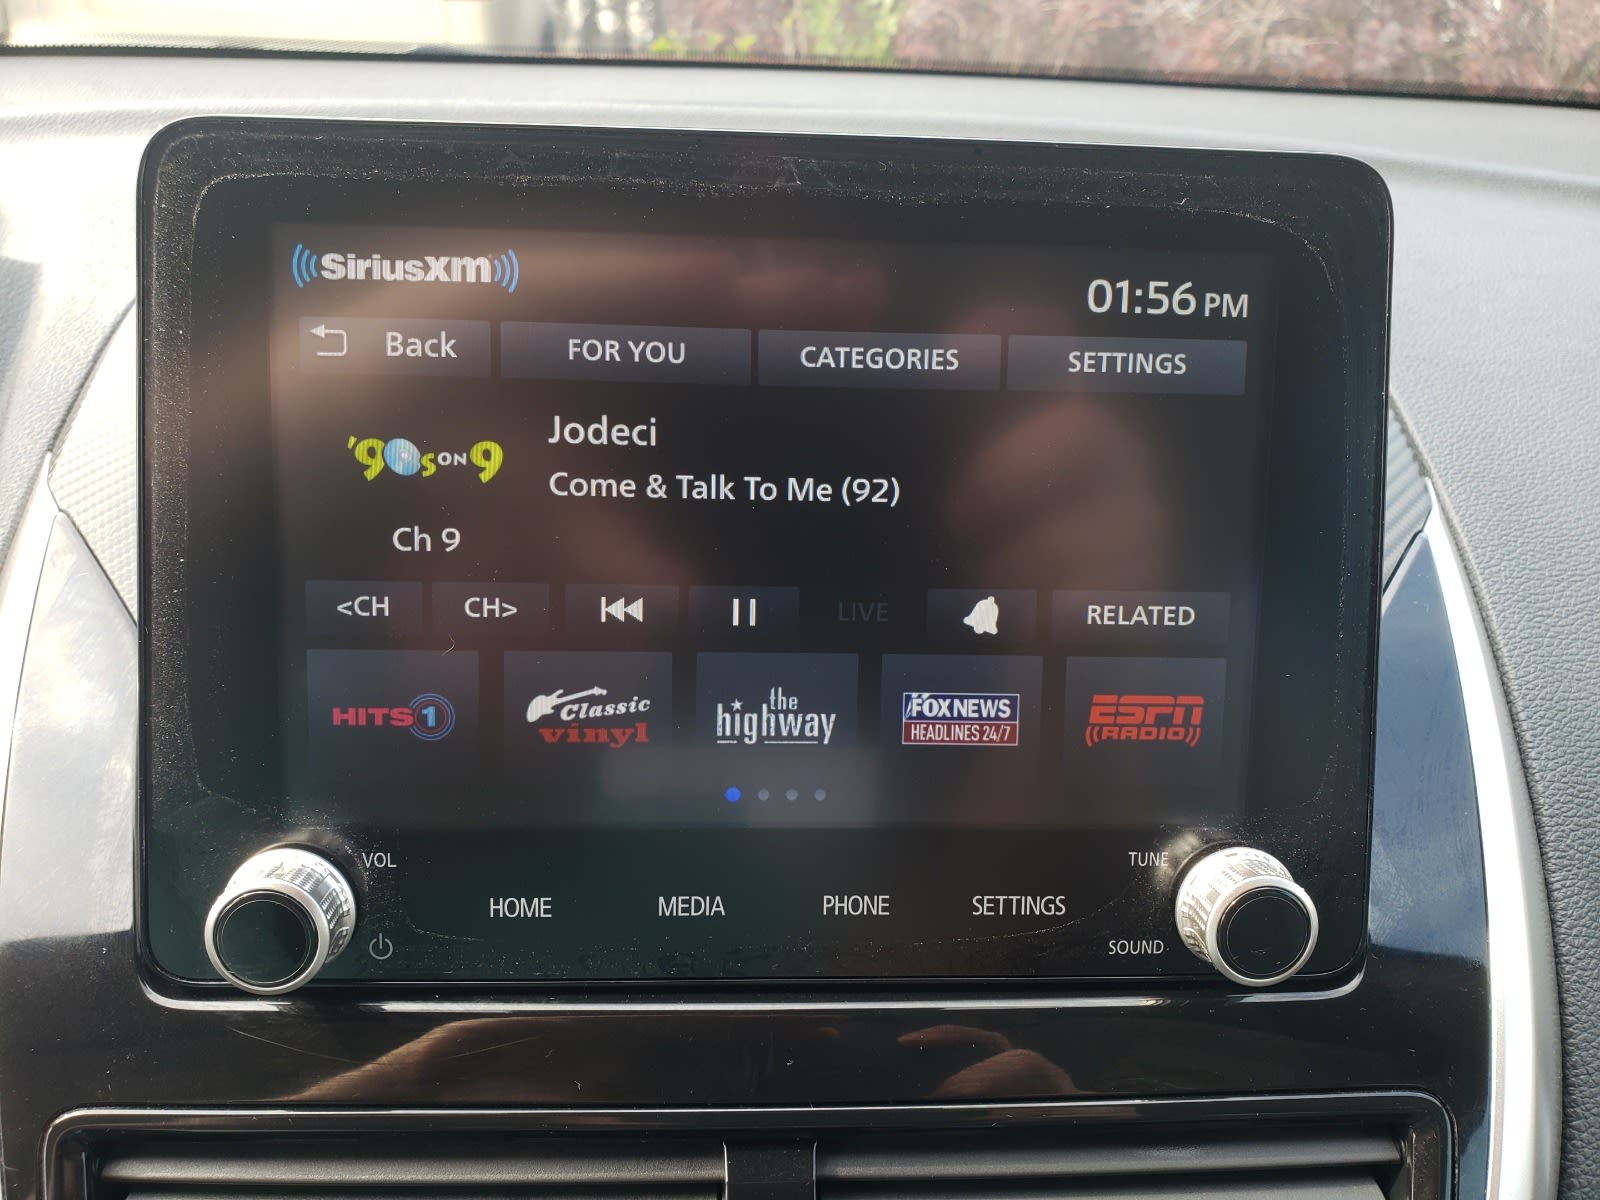 SiriusXM
01:56 PM
Back
FOR YOU
CATEGORIES
SETTINGS
'90s ON 9
Jodeci
Come & Talk To Me (92)
Ch 9
<CH
CH>
LIVE
RELATED
HITS 1
Classic
vinyl
the
highway
FOX NEWS
HEADLINES 24/7
ESPN
RADIO
VOL
TUNE
HOME
MEDIA
PHONE
SETTINGS
SOUND